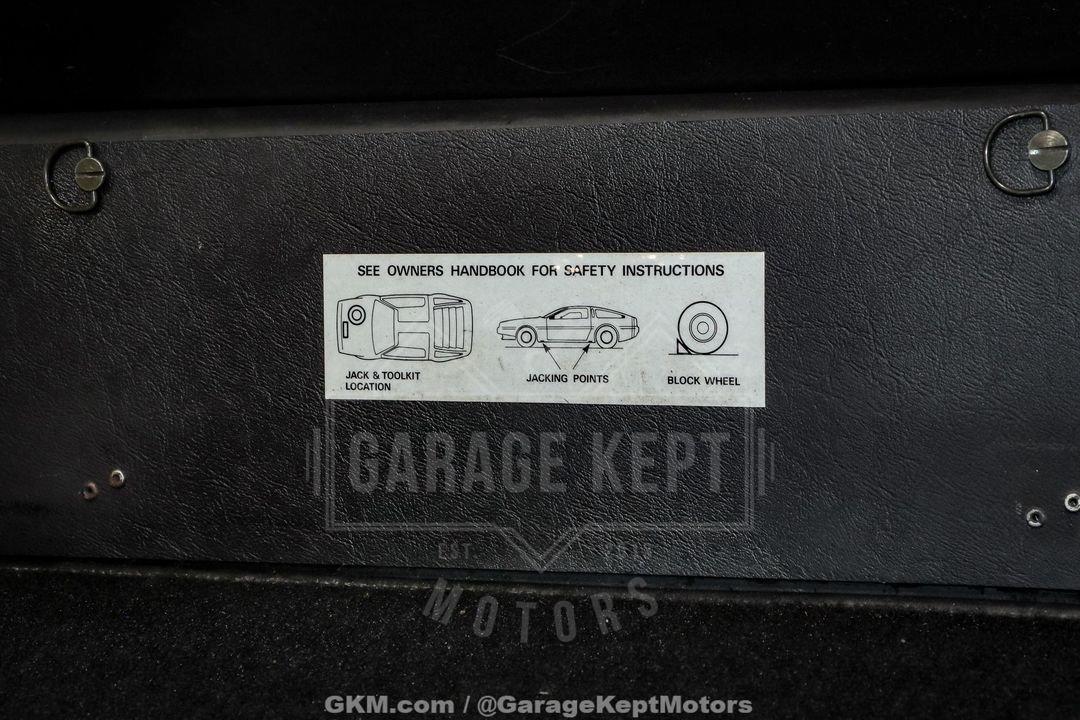 SEE OWNERS HANDBOOK FOR SAFETY INSTRUCTIONS
JACK & TOOLKIT
LOCATION
JACKING POINTS
BLOCK WHEEL
GARAGE KEPT
EST.
MOTORS
GKM.com / @GarageKeptMotors